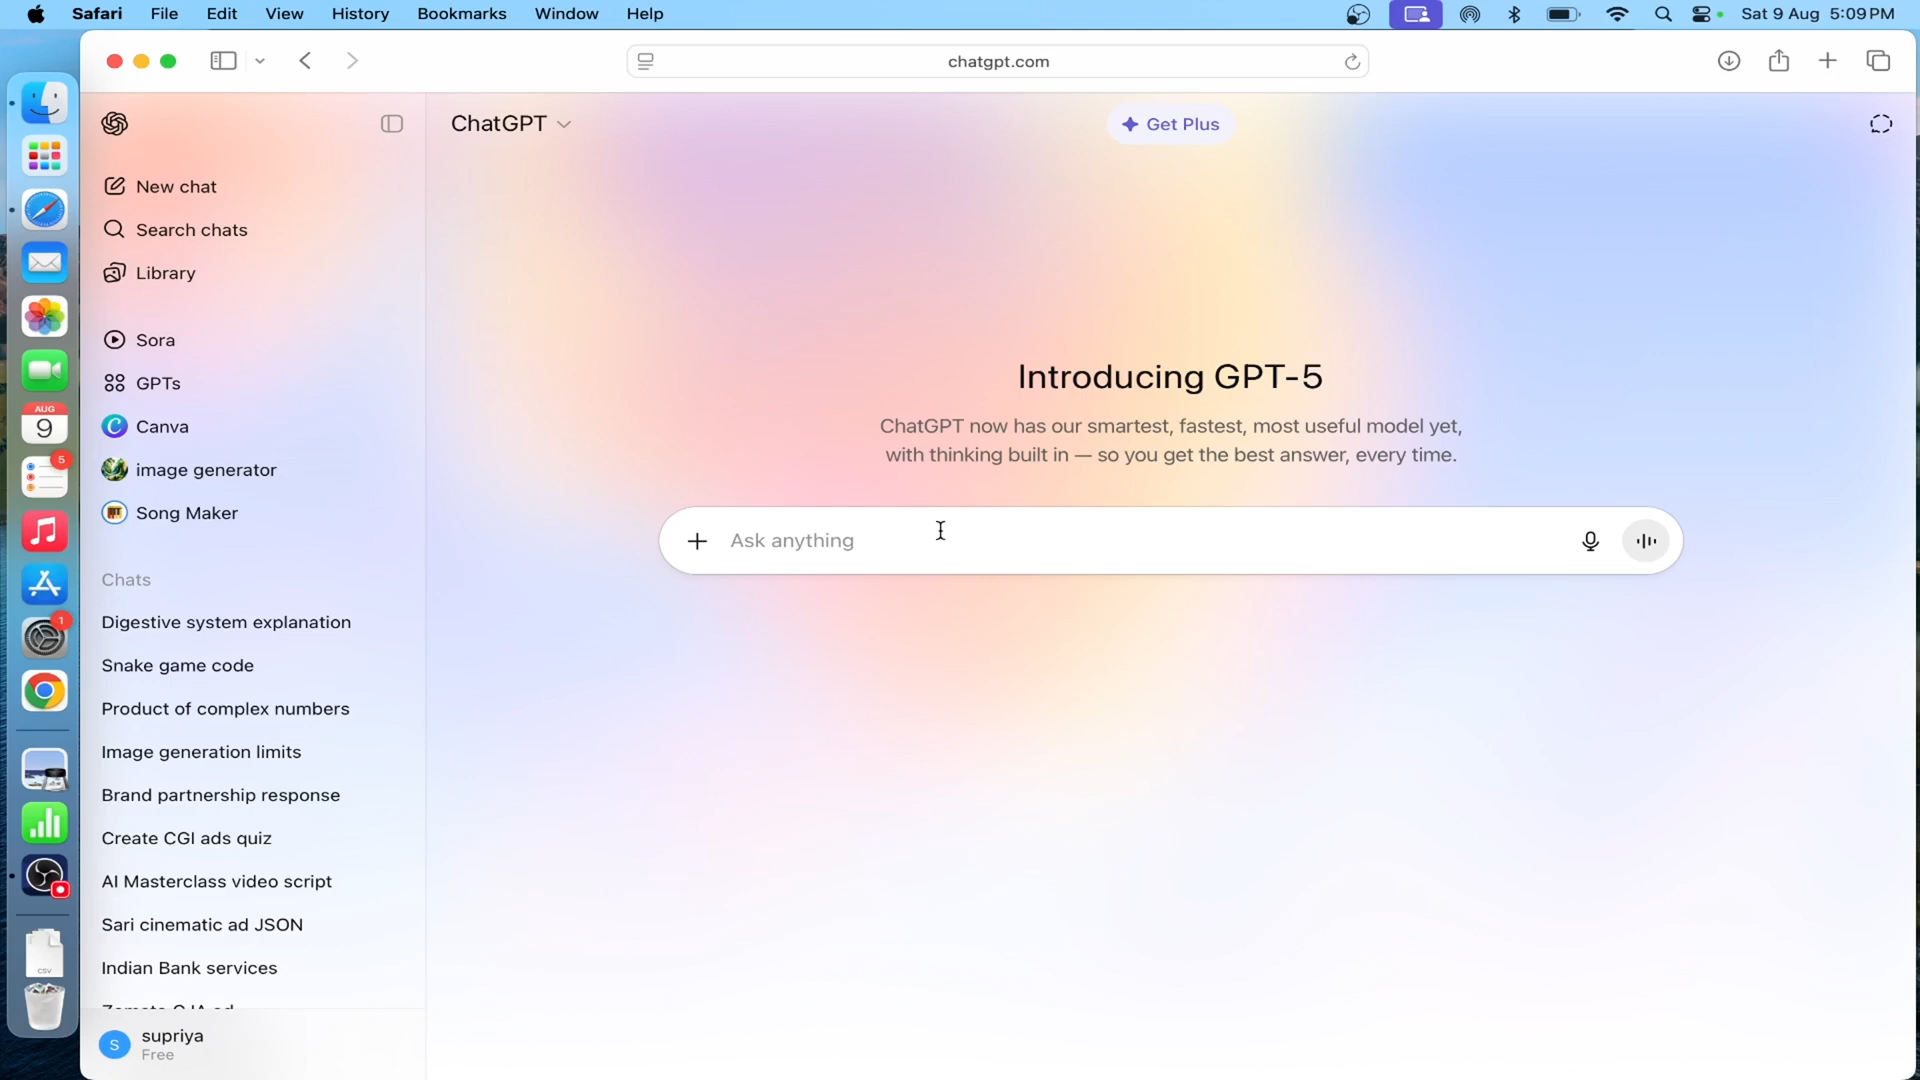 Safari File Edit View History Bookmarks Window Help Sat 9 Aug 5:09 PM
chatgpt.com
ChatGPT
Get Plus
New chat
Search chats
Library
Sora
GPTs
Canva
image generator
Song Maker
Chats
Digestive system explanation
Snake game code
Product of complex numbers
Image generation limits
Brand partnership response
Create CGI ads quiz
AI Masterclass video script
Sari cinematic ad JSON
Indian Bank services
S
supriya
Free
Introducing GPT-5
ChatGPT now has our smartest, fastest, most useful model yet,
with thinking built in — so you get the best answer, every time.
Ask anything
AUG
9
5
1
CSV